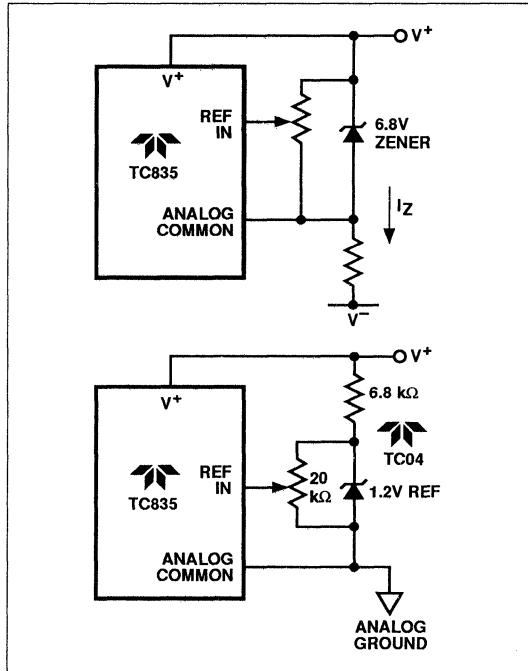 V+
V+
REF
IN
6.8V
ZENER
TC835
ANALOG
COMMON
IZ
V−
V+
V+
6.8 kΩ
TC04
REF
IN
20
kΩ
1.2V REF
TC835
ANALOG
COMMON
ANALOG
GROUND